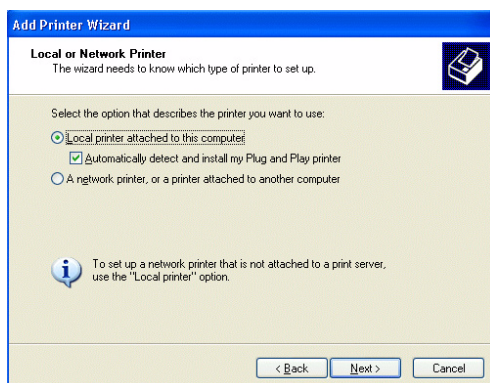 Add Printer Wizard
Local or Network Printer
The wizard needs to know which type of printer to set up.
Select the option that describes the printer you want to use:
Local printer attached to this computer
Automatically detect and install my Plug and Play printer
A network printer, or a printer attached to another computer
To set up a network printer that is not attached to a print server,
use the "Local printer" option.
< Back
Next >
Cancel